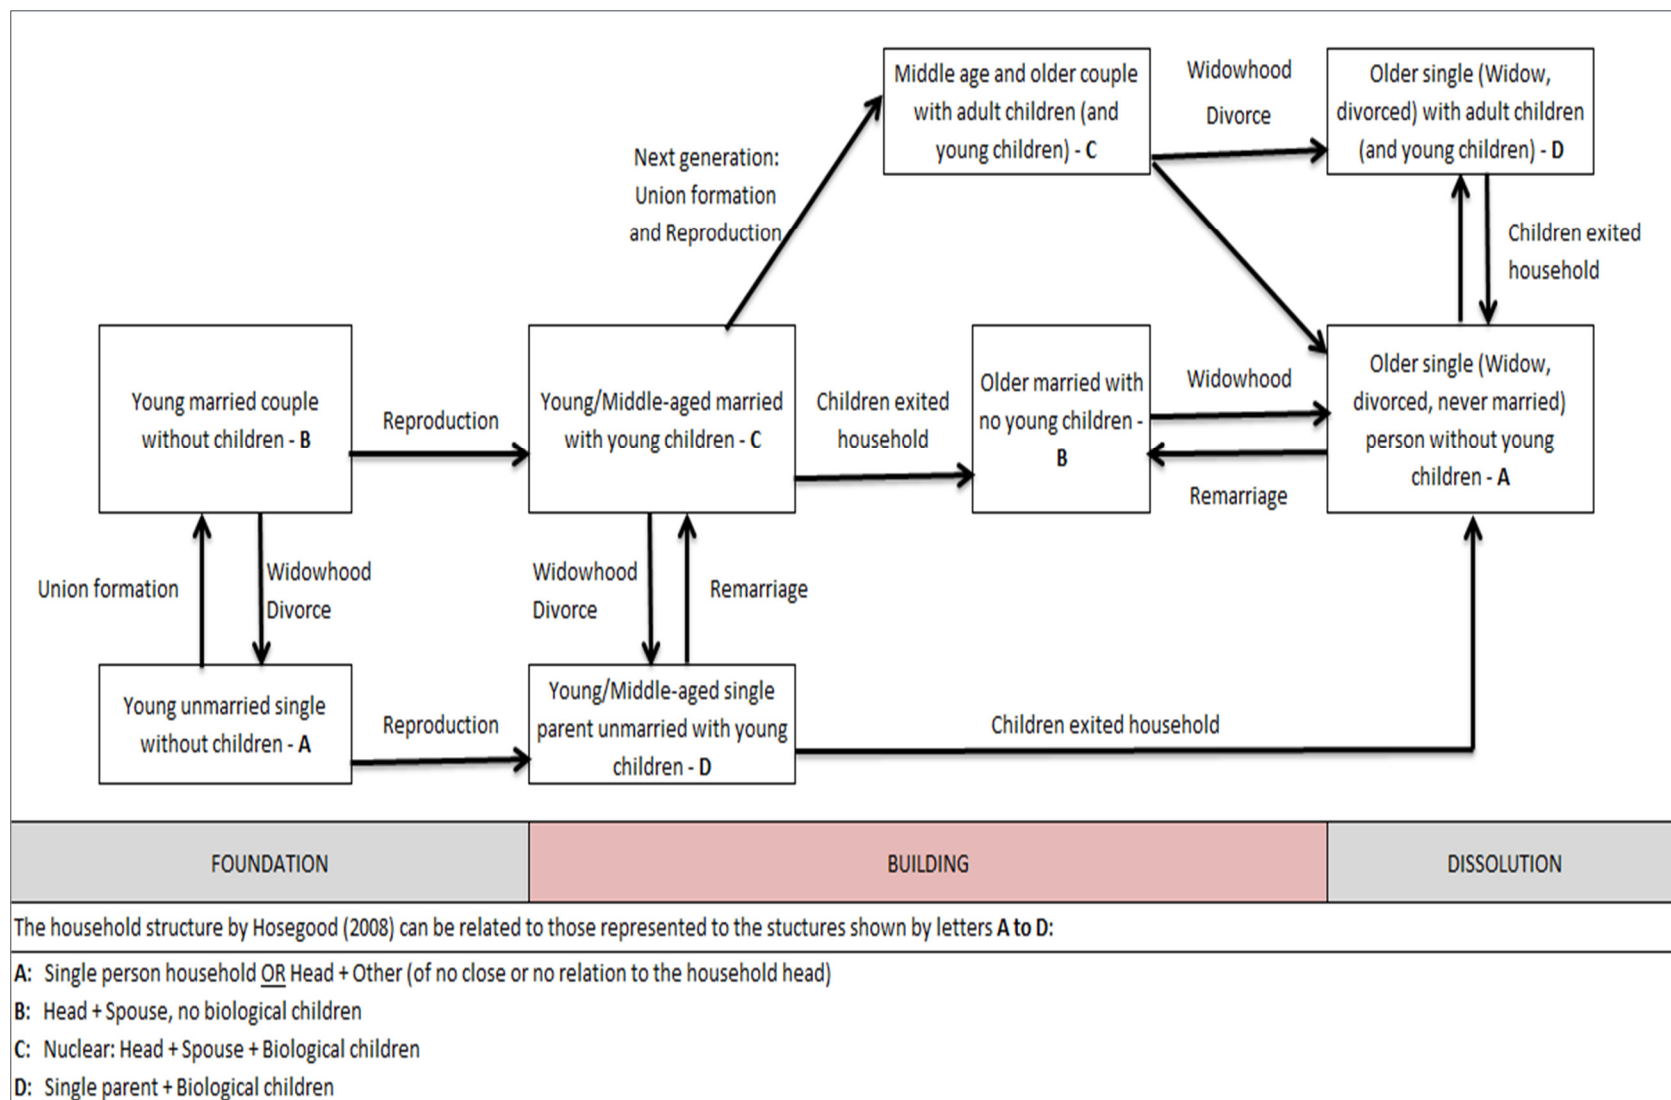 Middle age and older couple
with adult children (and
young children) - C
Widowhood
Divorce
Older single (Widow,
divorced) with adult children
(and young children) - D
Next generation:
Union formation
and Reproduction
Children exited
household
Young married couple
without children - B
Reproduction
Young/Middle-aged married
with young children - C
Children exited
household
Older married with
no young children -
B
Widowhood
Remarriage
Older single (Widow,
divorced, never married)
person without young
children - A
Union formation
Widowhood
Divorce
Widowhood
Divorce
Remarriage
Young unmarried single
without children - A
Reproduction
Young/Middle-aged single
parent unmarried with young
children - D
Children exited household
FOUNDATION
BUILDING
DISSOLUTION
The household structure by Hosegood (2008) can be related to those represented to the stuctures shown by letters A to D:
A: Single person household OR Head + Other (of no close or no relation to the household head)
B: Head + Spouse, no biological children
C: Nuclear: Head + Spouse + Biological children
D: Single parent + Biological children